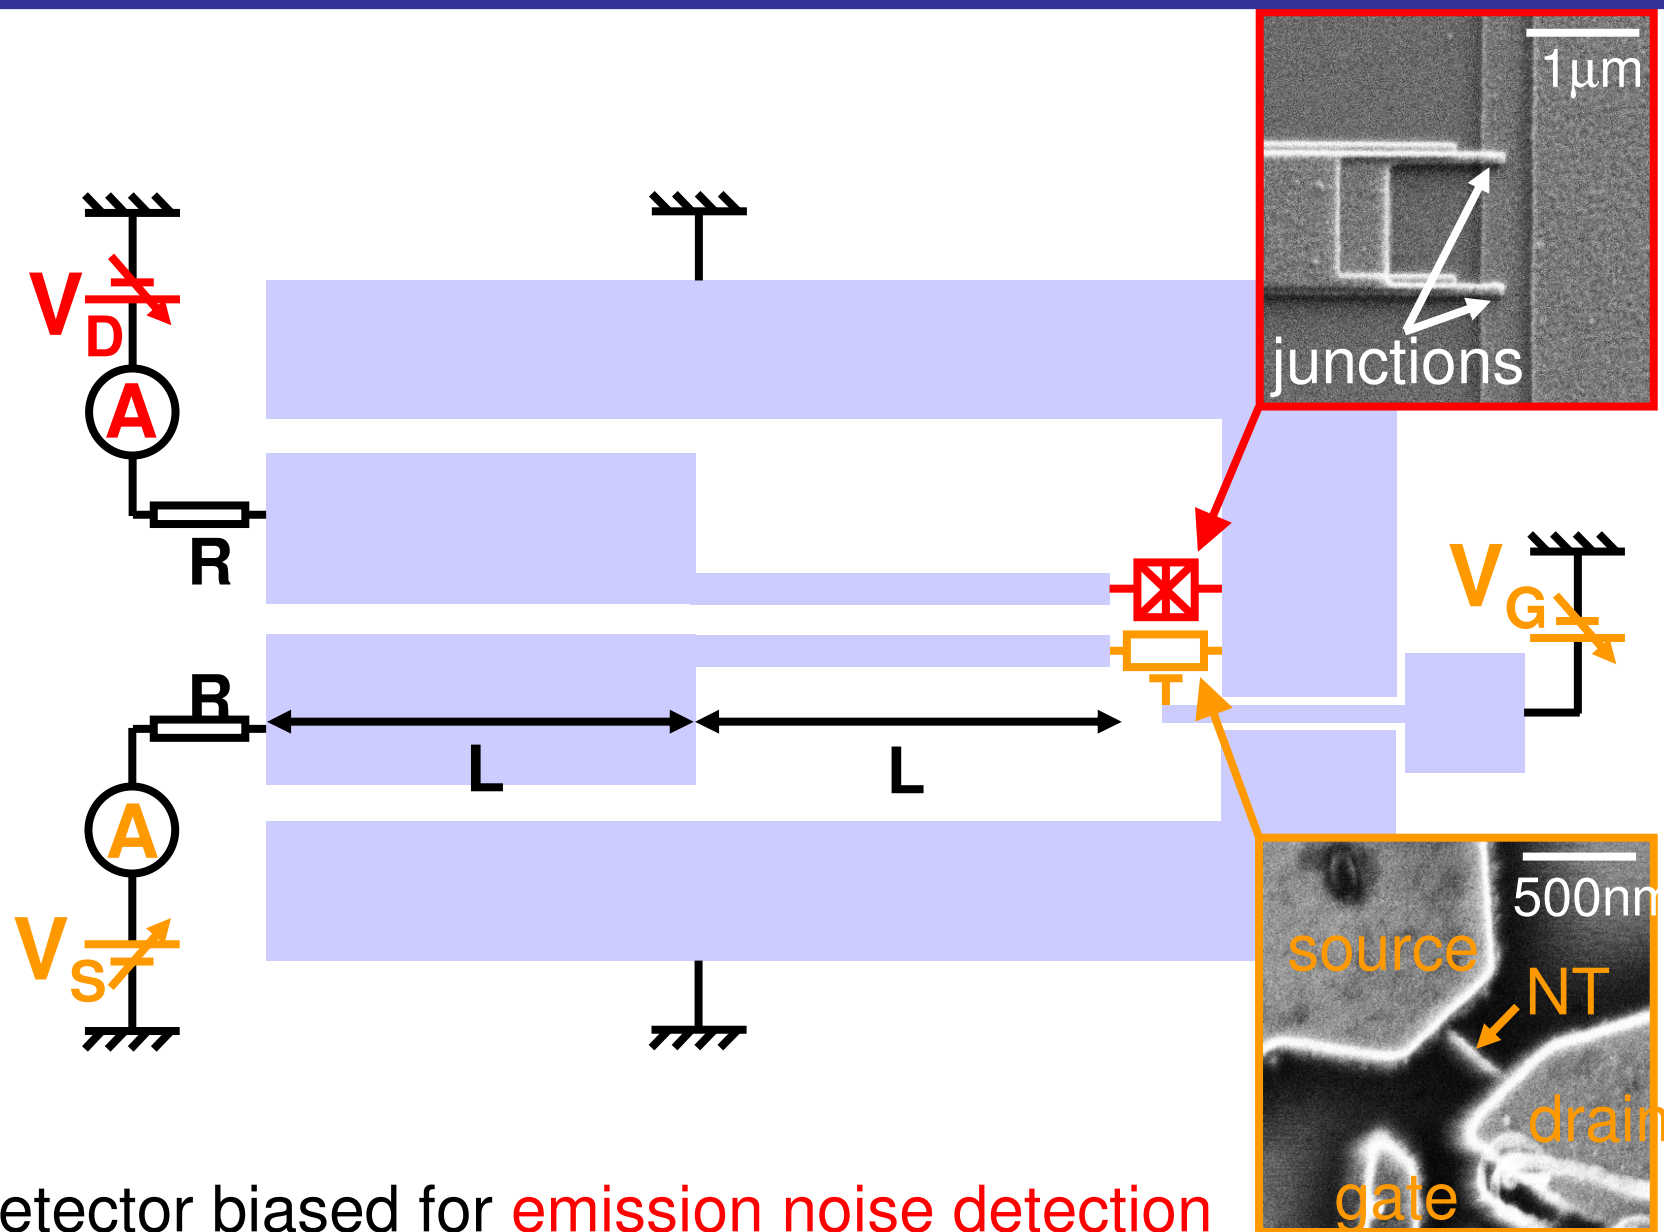 1μm
junctions
V
D
A
R
V
G
R
L
L
A
V
S
500nm
source
NT
drain
gate
etector biased for emission noise detection